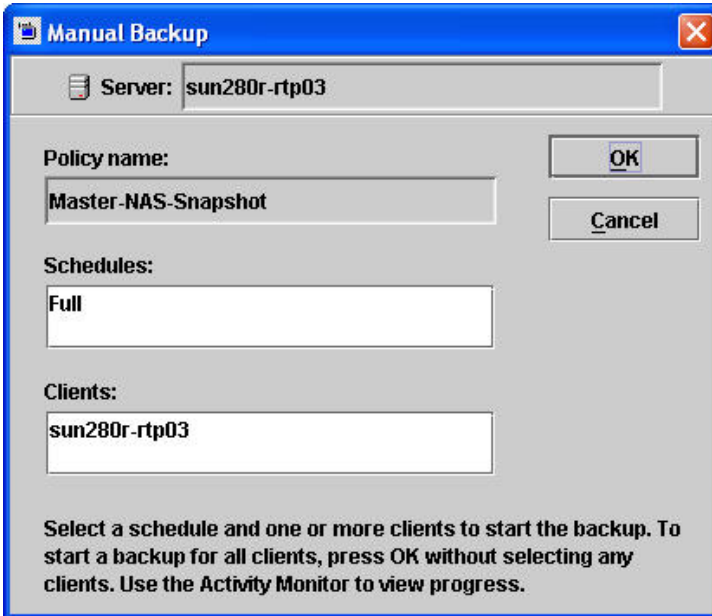 Manual Backup
Server: sun280r-rtp03
Policy name:
Master-NAS-Snapshot
OK
Cancel
Schedules:
Full
Clients:
sun280r-rtp03
Select a schedule and one or more clients to start the backup. To
start a backup for all clients, press OK without selecting any
clients. Use the Activity Monitor to view progress.